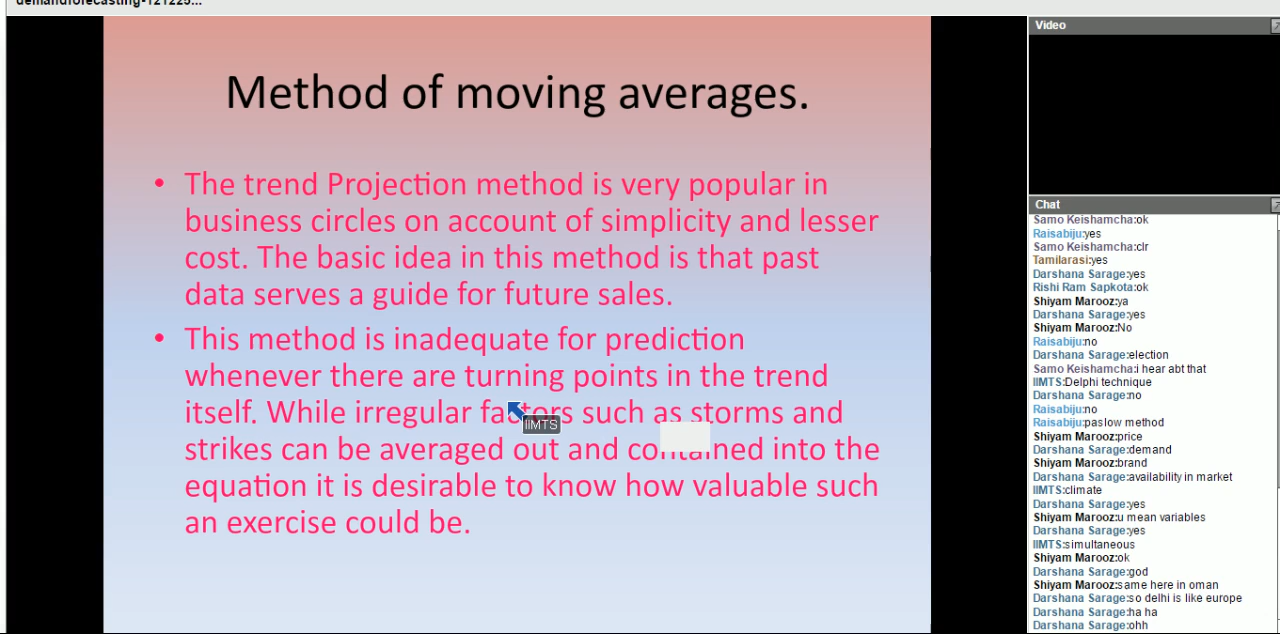 demandforecasting-121225...
Method of moving averages.
• The trend Projection method is very popular in
business circles on account of simplicity and lesser
cost. The basic idea in this method is that past
data serves a guide for future sales.
• This method is inadequate for prediction
whenever there are turning points in the trend
itself. While irregular factors such as storms and
IIMTS
strikes can be averaged out and contained into the
equation it is desirable to know how valuable such
an exercise could be.
Video
Chat
Samo Keishamcha:ok
Raisabiju:yes
Samo Keishamcha:clr
Tamilarasi:yes
Darshana Sarage:yes
Rishi Ram Sapkota:ok
Shiyam Marooz:ya
Darshana Sarage:yes
Shiyam Marooz:No
Raisabiju:no
Darshana Sarage:election
Samo Keishamcha:i hear abt that
IIMTS:Delphi technique
Darshana Sarage:no
Raisabiju:no
Raisabiju:paslow method
Shiyam Marooz:price
Darshana Sarage:demand
Shiyam Marooz:brand
Darshana Sarage:availability in market
IIMTS:climate
Darshana Sarage:yes
Shiyam Marooz:u mean variables
Darshana Sarage:yes
IIMTS:simultaneous
Shiyam Marooz:ok
Darshana Sarage:god
Shiyam Marooz:same here in oman
Darshana Sarage:so delhi is like europe
Darshana Sarage:ha ha
Darshana Sarage:ohh